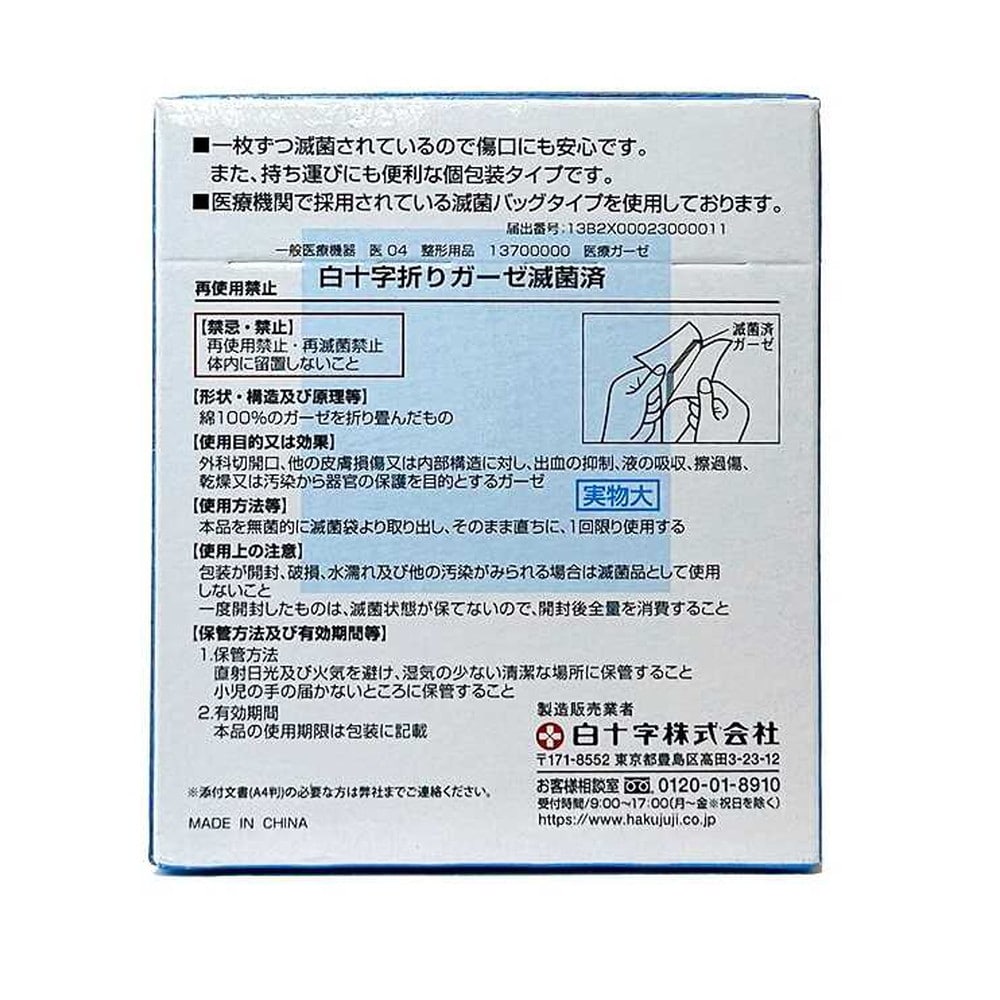 ■一枚ずつ滅菌されているので傷口にも安心です。
また、持ち運びにも便利な個包装タイプです。
■医療機関で採用されている滅菌バッグタイプを使用しております。
届出番号:13B2X00023000011
一般医療機器 医04 整形用品 13700000 医療ガーゼ
再使用禁止 白十字折りガーゼ滅菌済
【禁忌・禁止】
再使用禁止・再滅菌禁止
体内に留置しないこと
滅菌済
ガーゼ
【形状・構造及び原理等】
綿100%のガーゼを折り畳んだもの
【使用目的又は効果】
外科切開口、他の皮膚損傷又は内部構造に対し、出血の抑制、液の吸収、擦過傷、
乾燥又は汚染から器官の保護を目的とするガーゼ
実物大
【使用方法等】
本品を無菌的に滅菌袋より取り出し、そのまま直ちに、1回限り使用する
【使用上の注意】
包装が開封、破損、水濡れ及び他の汚染がみられる場合は滅菌品として使用
しないこと
一度開封したものは、滅菌状態が保てないので、開封後全量を消費すること
【保管方法及び有効期間等】
1.保管方法
直射日光及び火気を避け、湿気の少ない清潔な場所に保管すること
小児の手の届かないところに保管すること
2.有効期間
本品の使用期限は包装に記載
製造販売業者
白十字株式会社
〒171-8552 東京都豊島区高田3-23-12
お客様相談室 0120-01-8910
受付時間/9:00~17:00(月~金※祝日を除く)
https://www.hakujuji.co.jp
※添付文書(A4判)の必要な方は弊社までご連絡ください。
MADE IN CHINA